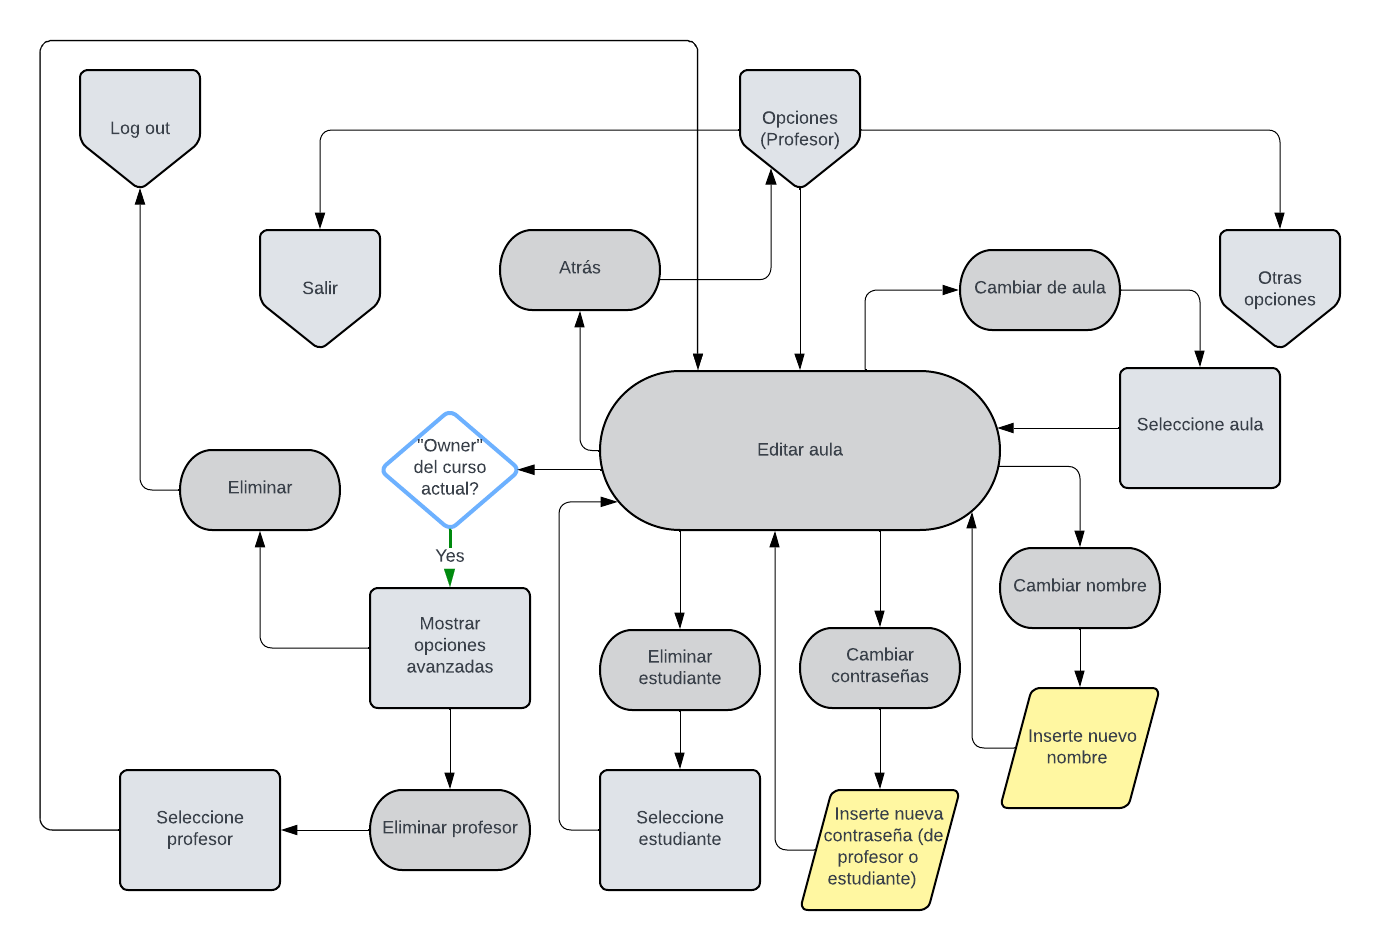 Log out
Opciones
(Profesor)
Salir
Atrás
Cambiar de aula
Otras
opciones
"Owner"
del curso
actual?
Editar aula
Seleccione aula
Eliminar
Yes
Mostrar
opciones
avanzadas
Eliminar
estudiante
Cambiar
contraseñas
Cambiar nombre
Inserte nuevo
nombre
Seleccione
profesor
Eliminar profesor
Seleccione
estudiante
Inserte nueva
contraseña (de
profesor o
estudiante)